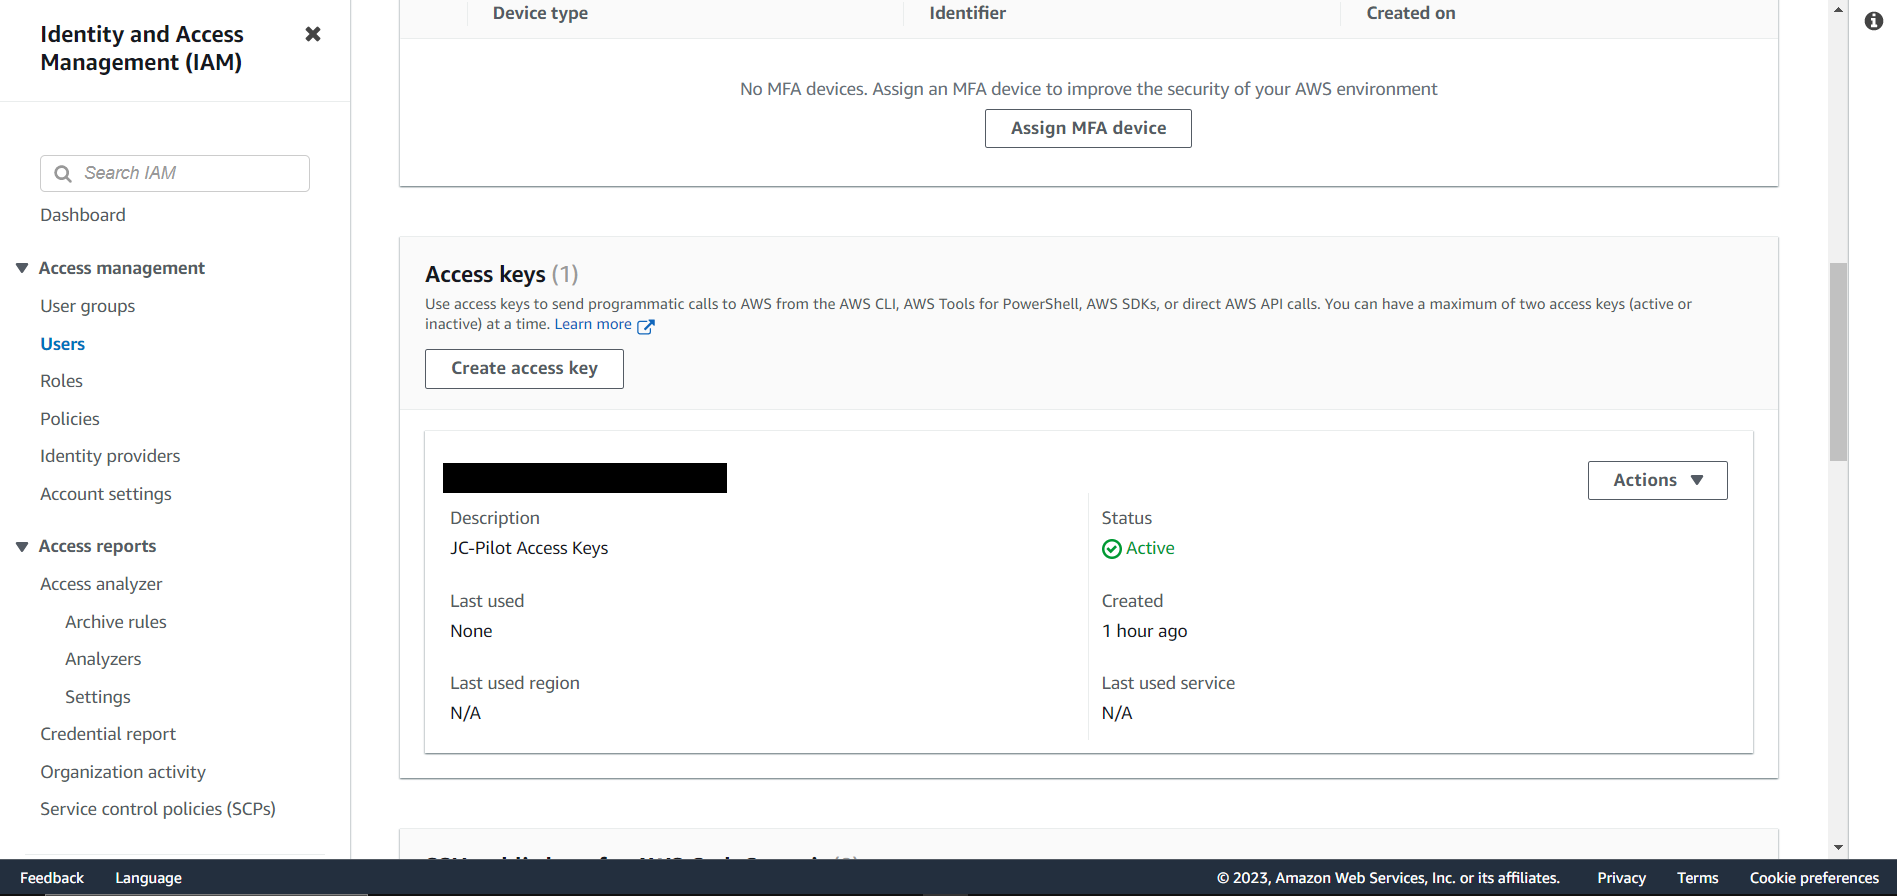 Identity and Access
Management (IAM)
Search IAM
Dashboard
Access management
User groups
Users
Roles
Policies
Identity providers
Account settings
Access reports
Access analyzer
Archive rules
Analyzers
Settings
Credential report
Organization activity
Service control policies (SCPs)
Device type
Identifier
Created on
No MFA devices. Assign an MFA device to improve the security of your AWS environment
Assign MFA device
Access keys (1)
Use access keys to send programmatic calls to AWS from the AWS CLI, AWS Tools for PowerShell, AWS SDKs, or direct AWS API calls. You can have a maximum of two access keys (active or
inactive) at a time. Learn more
Create access key
Actions
Description
JC-Pilot Access Keys
Status
Active
Last used
None
Created
1 hour ago
Last used region
N/A
Last used service
N/A
Feedback
Language
© 2023, Amazon Web Services, Inc. or its affiliates.
Privacy
Terms
Cookie preferences